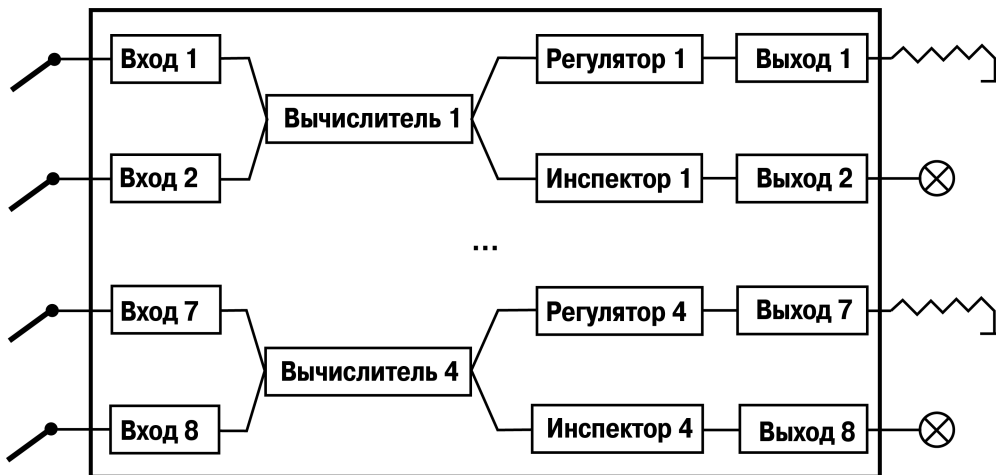 Вход 1
Регулятор 1
Выход 1
Вычислитель 1
Вход 2
Инспектор 1
Выход 2
...
Вход 7
Регулятор 4
Выход 7
Вычислитель 4
Вход 8
Инспектор 4
Выход 8